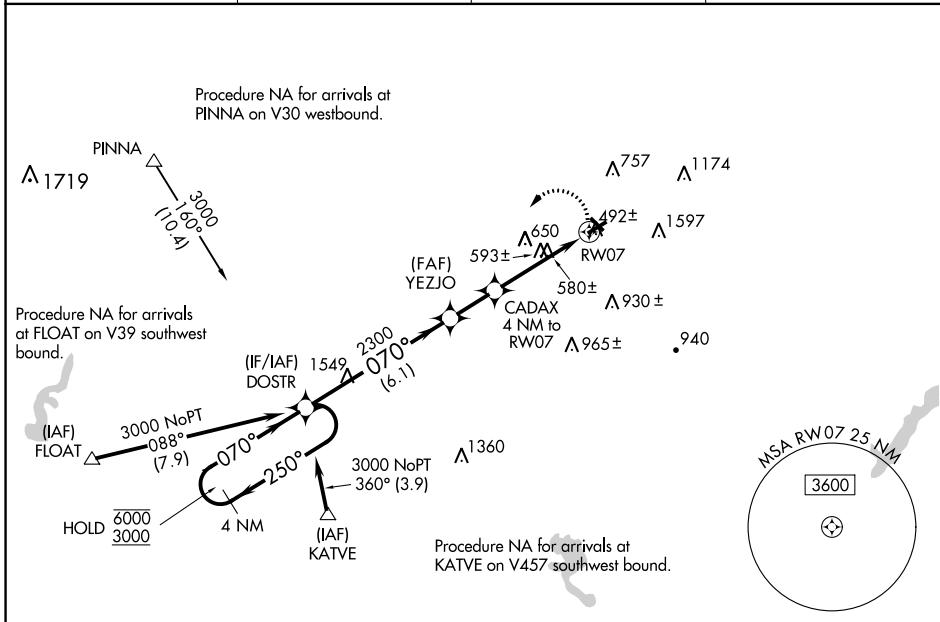 Procedure NA for arrivals at
PINNA on V30 westbound.
PINNA
1719
3000
160°
(10.4)
757
1174
492±
1597
650
593±
RW07
580±
(FAF)
YEZJO
CADAX
4 NM to
RW07
930 ±
965±
940
Procedure NA for arrivals
at FLOAT on V39 southwest
bound.
(IF/IAF)
DOSTR
1549
2300
070°
(6.1)
(IAF)
FLOAT
3000 NoPT
088°
(7.9)
070°
250°
HOLD
6000
3000
4 NM
3000 NoPT
360° (3.9)
(IAF)
KATVE
1360
Procedure NA for arrivals at
KATVE on V457 southwest bound.
MSA RW07 25 NM
3600